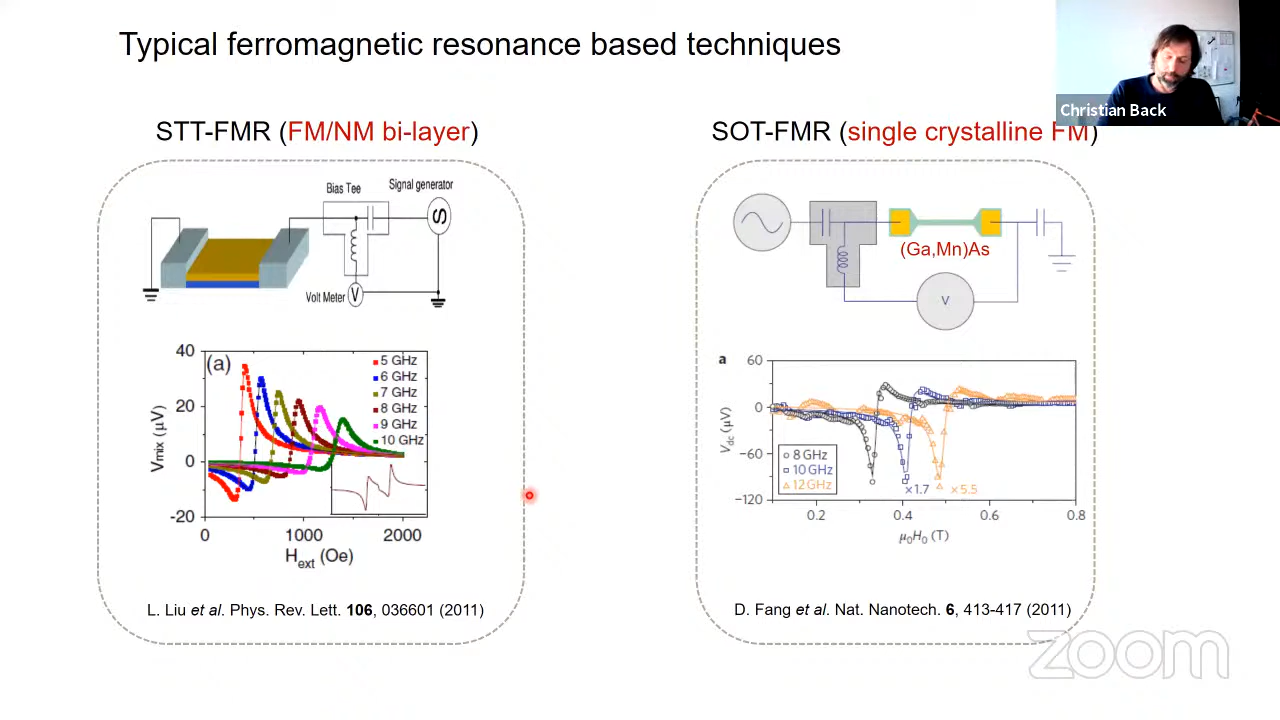 Typical ferromagnetic resonance based techniques
Christian Back
STT-FMR (FM/NM bi-layer)
Bias Tee
Signal generator
S
Volt Meter
V
(a)
40
20
0
-20
Vmix (µV)
5 GHz
6 GHz
7 GHz
8 GHz
9 GHz
10 GHz
0
1000
2000
Hext (Oe)
L. Liu et al. Phys. Rev. Lett. 106, 036601 (2011)
SOT-FMR (single crystalline FM)
(Ga,Mn)As
V
a
60
0
−60
−120
Vdc (µV)
8 GHz
10 GHz
12 GHz
×1.7
×5.5
0.2
0.4
0.6
0.8
µ0H0 (T)
D. Fang et al. Nat. Nanotech. 6, 413-417 (2011)
zoom